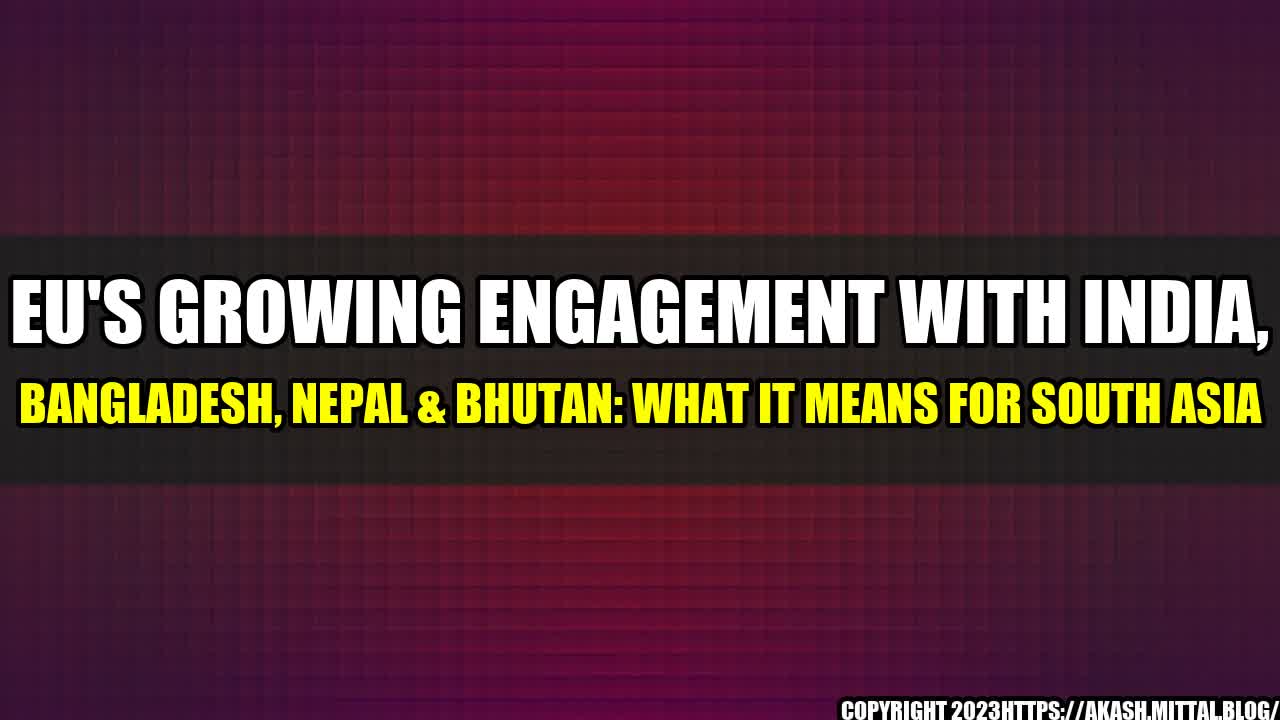 EU'S GROWING ENGAGEMENT WITH INDIA,
BANGLADESH, NEPAL & BHUTAN: WHAT IT MEANS FOR SOUTH ASIA
COPYRIGHT 2023HTTPS://AKASH.MITTAL.BLOG/